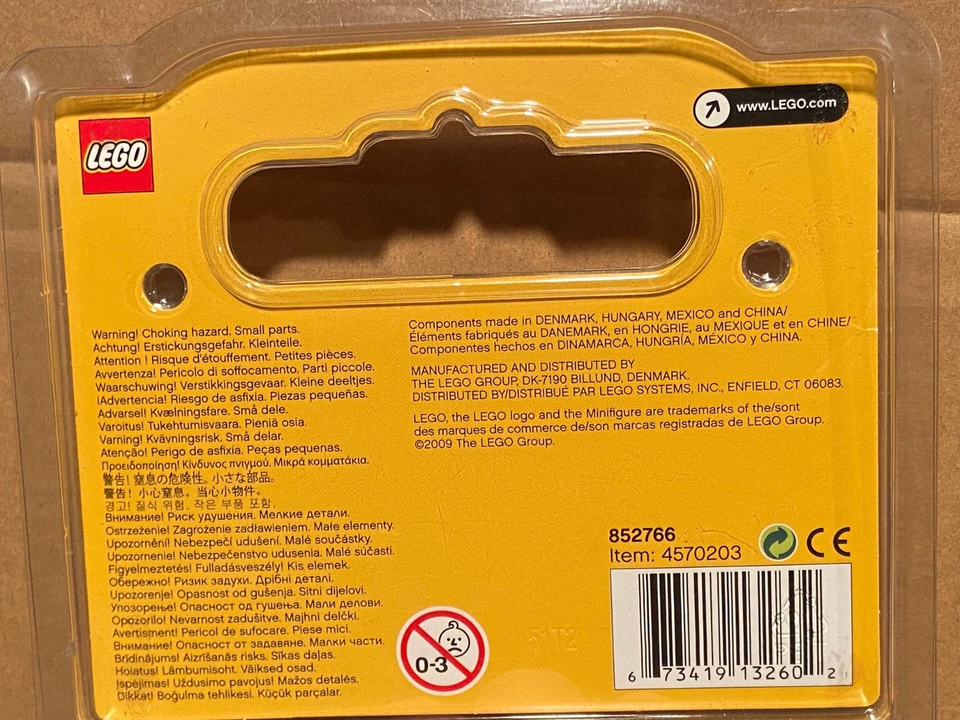 LEGO
www.LEGO.com
Warning! Choking hazard. Small parts.
Achtung! Erstickungsgefahr. Kleinteile.
Attention ! Risque d'étouffement. Petites pièces.
Avvertenza! Pericolo di soffocamento. Parti piccole.
Waarschuwing! Verstikkingsgevaar. Kleine deeltjes.
¡Advertencia! Riesgo de asfixia. Piezas pequeñas.
Advarsel! Kvælningsfare. Små dele.
Varoitus! Tukehtumisvaara. Pieniä osia.
Varning! Kvävningsrisk. Små delar.
Atenção! Perigo de asfixia. Peças pequenas.
Προειδοποίηση! Κίνδυνος πνιγμού. Μικρά κομματάκια.
警告! 窒息の危険性。小さな部品。
警告! 小心窒息。当心小物件。
경고! 질식 위험. 작은 부품 포함.
Внимание! Риск удушения. Мелкие детали.
Ostrzeżenie! Zagrożenie zadławieniem. Małe elementy.
Upozornění! Nebezpečí udušení. Malé součástky.
Upozornenie! Nebezpečenstvo udusenia. Malé súčasti.
Figyelmeztetés! Fulladásveszély! Kis elemek.
Обережно! Ризик задухи. Дрібні деталі.
Upozorenje! Opasnost od gušenja. Sitni dijelovi.
Упозорење! Опасност од гушења. Мали делови.
Opozorilo! Nevarnost zadušitve. Majhni delčki.
Avertisment! Pericol de sufocare. Piese mici.
Внимание! Опасност от задавяне. Малки части.
Brīdinājums! Aizrīšanās risks. Sīkas daļas.
Hoiatus! Lämbumisoht. Väiksed osad.
Įspėjimas! Uždusimo pavojus! Mažos detalės.
Dikkat! Boğulma tehlikesi. Küçük parçalar.
Components made in DENMARK, HUNGARY, MEXICO and CHINA/
Éléments fabriqués au DANEMARK, en HONGRIE, au MEXIQUE et en CHINE/
Componentes hechos en DINAMARCA, HUNGRÍA, MÉXICO y CHINA.
MANUFACTURED AND DISTRIBUTED BY
THE LEGO GROUP, DK-7190 BILLUND, DENMARK.
DISTRIBUTED BY/DISTRIBUÉ PAR LEGO SYSTEMS, INC., ENFIELD, CT 06083.
LEGO, the LEGO logo and the Minifigure are trademarks of the/sont
des marques de commerce de/son marcas registradas de LEGO Group.
©2009 The LEGO Group.
0-3
852766
Item: 4570203
CE
6 73419 13260 2